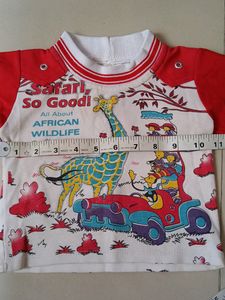 Safari,
So Good!
All About
AFRICAN
WILDLIFE
1 2 3 4 5 6 7 8 9 10 11